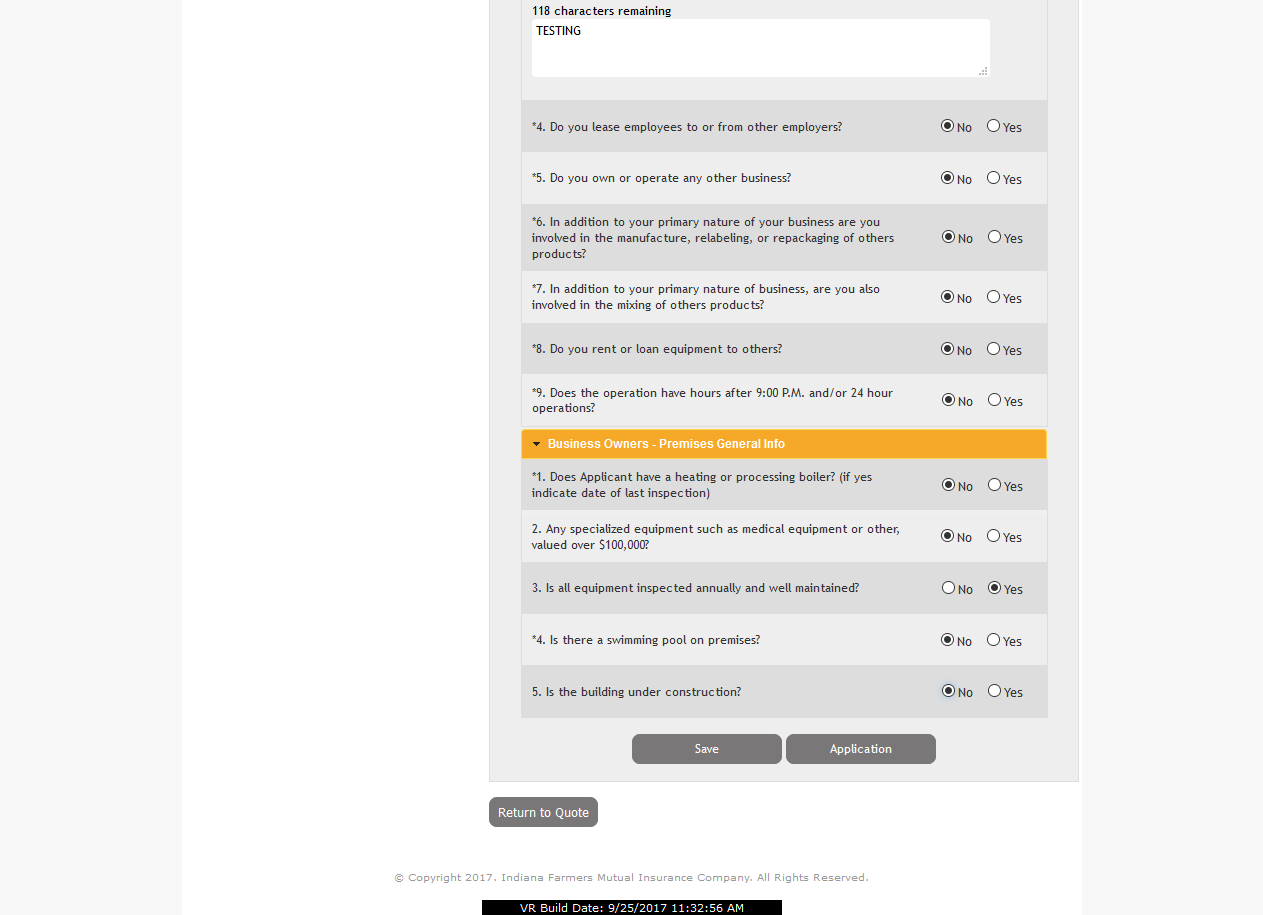 118 characters remaining
TESTING
*4. Do you lease employees to or from other employers? No Yes
*5. Do you own or operate any other business? No Yes
*6. In addition to your primary nature of your business are you
involved in the manufacture, relabeling, or repackaging of others
products?
No Yes
*7. In addition to your primary nature of business, are you also
involved in the mixing of others products?
No Yes
*8. Do you rent or loan equipment to others? No Yes
*9. Does the operation have hours after 9:00 P.M. and/or 24 hour
operations?
No Yes
Business Owners - Premises General Info
*1. Does Applicant have a heating or processing boiler? (if yes
indicate date of last inspection)
No Yes
2. Any specialized equipment such as medical equipment or other,
valued over $100,000?
No Yes
3. Is all equipment inspected annually and well maintained? No Yes
*4. Is there a swimming pool on premises? No Yes
5. Is the building under construction? No Yes
Save Application
Return to Quote
© Copyright 2017. Indiana Farmers Mutual Insurance Company. All Rights Reserved.
VR Build Date: 9/25/2017 11:32:56 AM